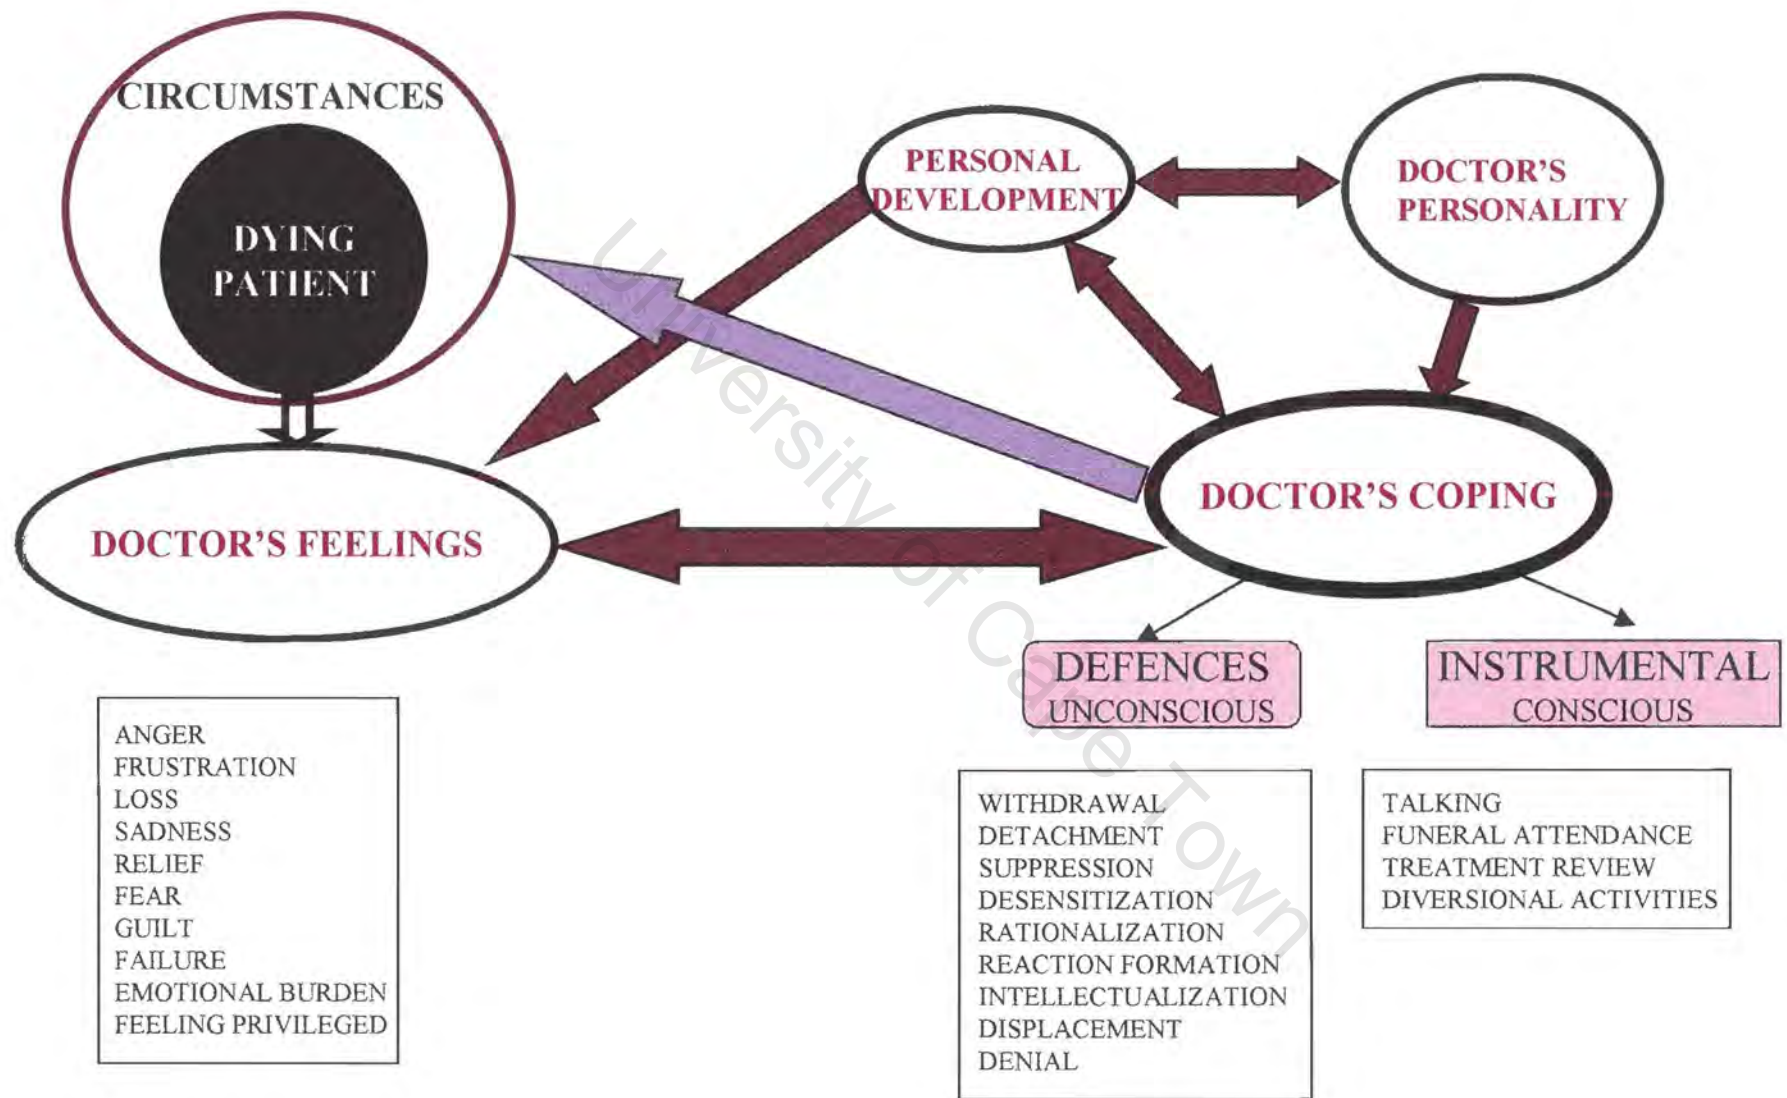 CIRCUMSTANCES
DYING
PATIENT
PERSONAL
DEVELOPMENT
DOCTOR'S
PERSONALITY
DOCTOR'S FEELINGS
DOCTOR'S COPING
DEFENCES
UNCONSCIOUS
INSTRUMENTAL
CONSCIOUS
ANGER
FRUSTRATION
LOSS
SADNESS
RELIEF
FEAR
GUILT
FAILURE
EMOTIONAL BURDEN
FEELING PRIVILEGED
WITHDRAWAL
DETACHMENT
SUPPRESSION
DESENSITIZATION
RATIONALIZATION
REACTION FORMATION
INTELLECTUALIZATION
DISPLACEMENT
DENIAL
TALKING
FUNERAL ATTENDANCE
TREATMENT REVIEW
DIVERSIONAL ACTIVITIES
University of Cape Town